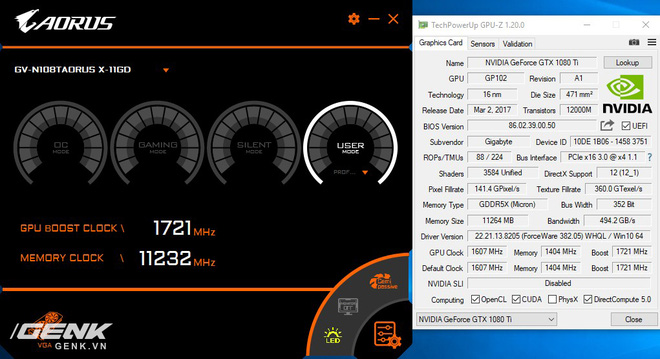 AORUS
GV-N108TAORUS X-11GD
OC
MODE
GAMING
MODE
SILENT
MODE
USER
MODE
PROF...
GPU BOOST CLOCK \ 1721 MHz
MEMORY CLOCK \ 11232 MHz
Semi
passive
OFF
LED
VGA
/GENK
GENK.VN
TechPowerUp GPU-Z 1.20.0
Graphics Card Sensors Validation
Name NVIDIA GeForce GTX 1080 Ti Lookup
GPU GP102 Revision A1
Technology 16 nm Die Size 471 mm²
Release Date Mar 2, 2017 Transistors 12000M
NVIDIA
BIOS Version 86.02.39.00.50 UEFI
Subvendor Gigabyte Device ID 10DE 1B06 - 1458 3751
ROPs/TMUs 88 / 224 Bus Interface PCIe x16 3.0 @ x4 1.1 ?
Shaders 3584 Unified DirectX Support 12 (12_1)
Pixel Fillrate 141.4 GPixel/s Texture Fillrate 360.0 GTexel/s
Memory Type GDDR5X (Micron) Bus Width 352 Bit
Memory Size 11264 MB Bandwidth 494.2 GB/s
Driver Version 22.21.13.8205 (ForceWare 382.05) WHQL / Win10 64
GPU Clock 1607 MHz Memory 1404 MHz Boost 1721 MHz
Default Clock 1607 MHz Memory 1404 MHz Boost 1721 MHz
NVIDIA SLI Disabled
Computing OpenCL CUDA PhysX DirectCompute 5.0
NVIDIA GeForce GTX 1080 Ti Close